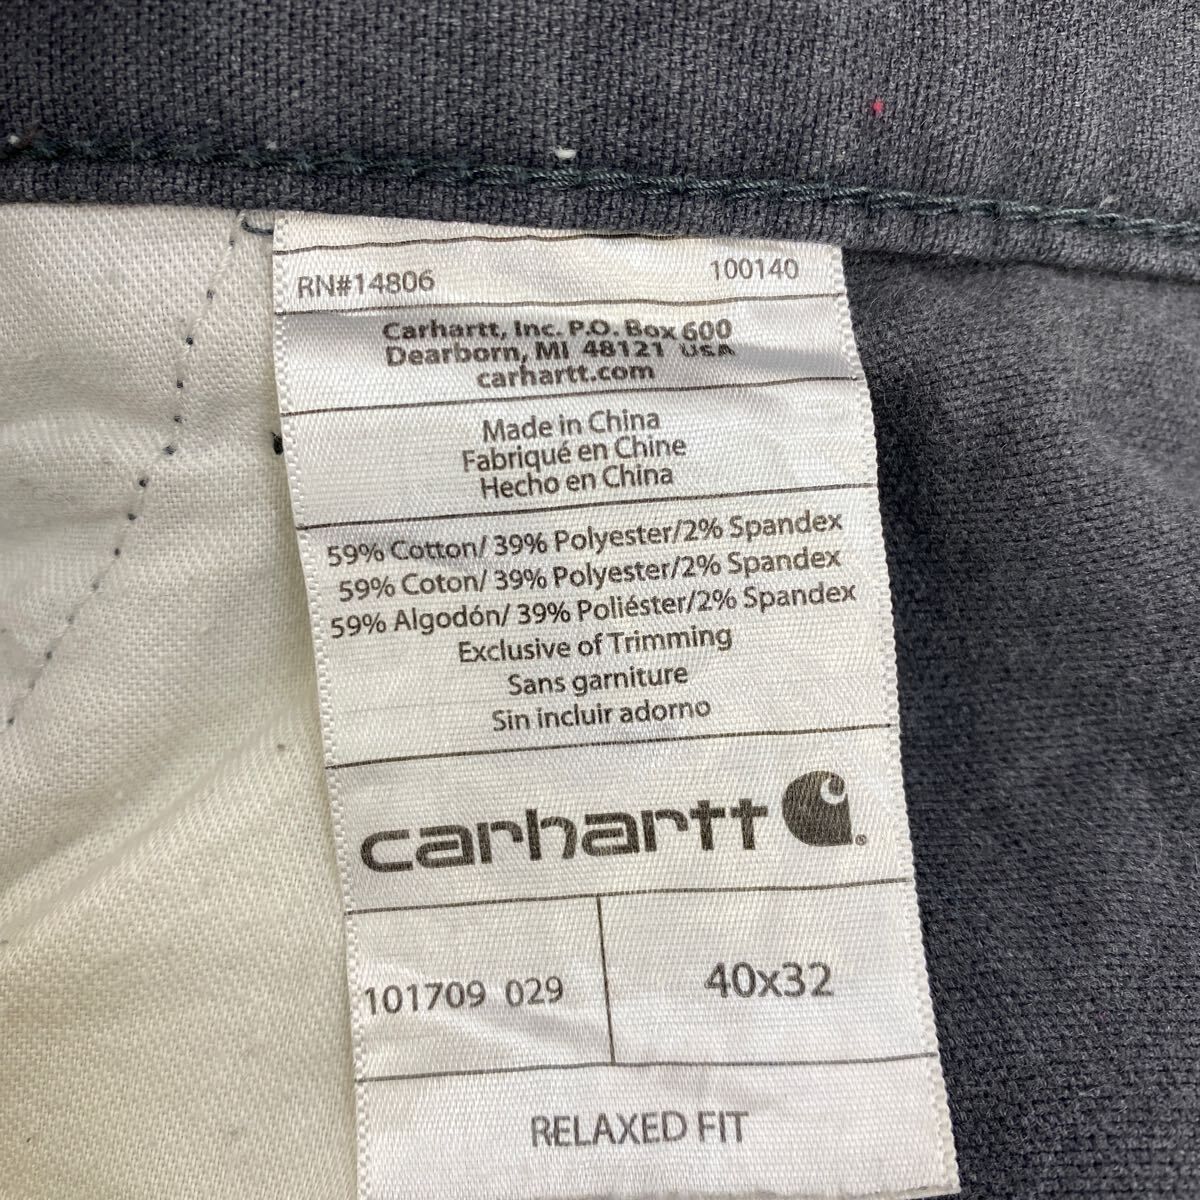 RN#14806 100140
Carhartt, Inc. P.O. Box 600
Dearborn, MI 48121 USA
carhartt.com
Made in China
Fabriqué en Chine
Hecho en China
59% Cotton/ 39% Polyester/2% Spandex
59% Coton/ 39% Polyester/2% Spandex
59% Algodón/ 39% Poliéster/2% Spandex
Exclusive of Trimming
Sans garniture
Sin incluir adorno
carhartt ®
101709 029 40x32
RELAXED FIT